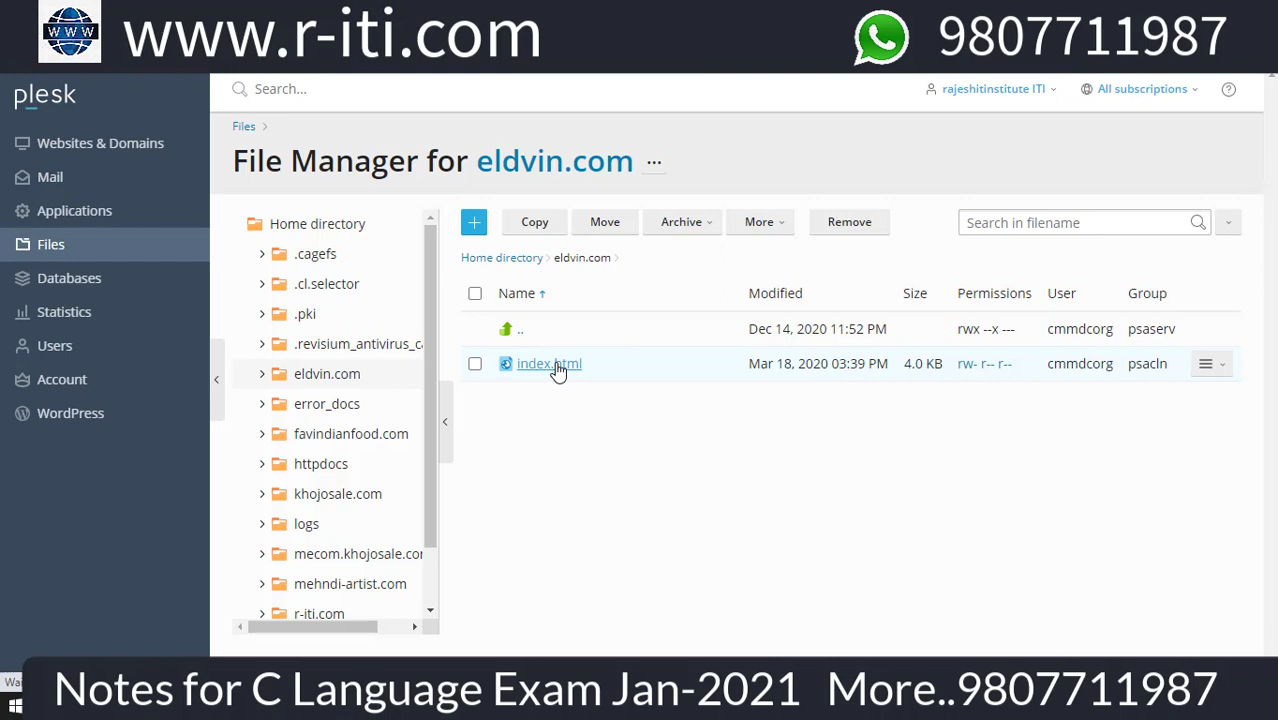 WWW
www.r-iti.com
9807711987
plesk
Search...
rajeshitinstitute ITI
All subscriptions
?
Websites & Domains
Mail
Applications
Files
Databases
Statistics
Users
Account
WordPress
Files >
File Manager for eldvin.com ...
Home directory
.cagefs
.cl.selector
.pki
.revisium_antivirus_ca
eldvin.com
error_docs
favindianfood.com
httpdocs
khojosale.com
logs
mecom.khojosale.com
mehndi-artist.com
r-iti.com
+ Copy Move Archive More Remove
Search in filename
Home directory > eldvin.com >
Name ↑ Modified Size Permissions User Group
.. Dec 14, 2020 11:52 PM rwx --x --- cmmdcorg psaserv
index.html Mar 18, 2020 03:39 PM 4.0 KB rw- r-- r-- cmmdcorg psacln
Wai
Notes for C Language Exam Jan-2021 More..9807711987